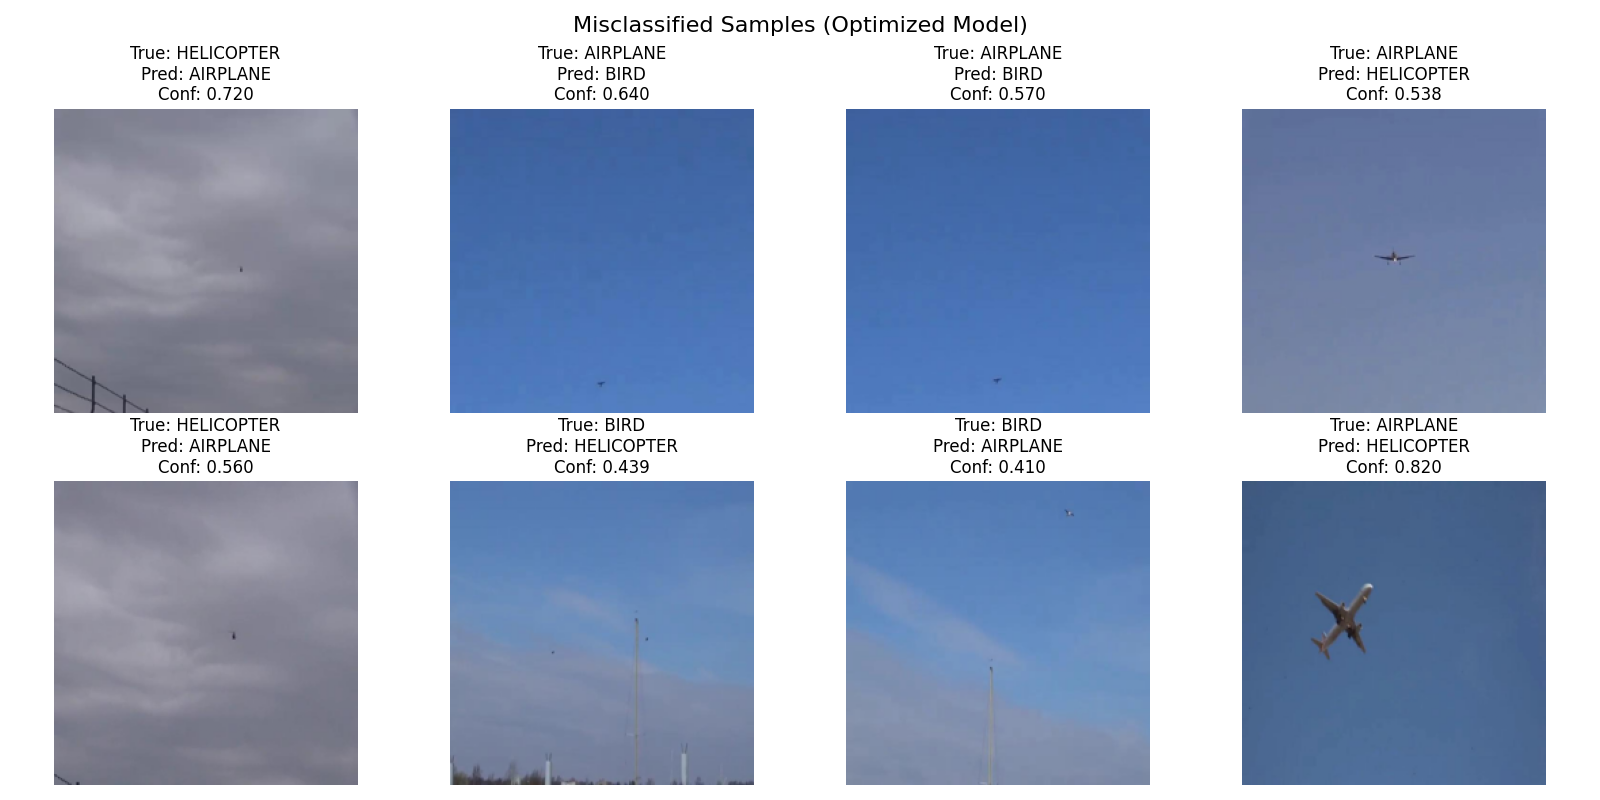 Misclassified Samples (Optimized Model)
True: HELICOPTER
Pred: AIRPLANE
Conf: 0.720
True: AIRPLANE
Pred: BIRD
Conf: 0.640
True: AIRPLANE
Pred: BIRD
Conf: 0.570
True: AIRPLANE
Pred: HELICOPTER
Conf: 0.538
True: HELICOPTER
Pred: AIRPLANE
Conf: 0.560
True: BIRD
Pred: HELICOPTER
Conf: 0.439
True: BIRD
Pred: AIRPLANE
Conf: 0.410
True: AIRPLANE
Pred: HELICOPTER
Conf: 0.820